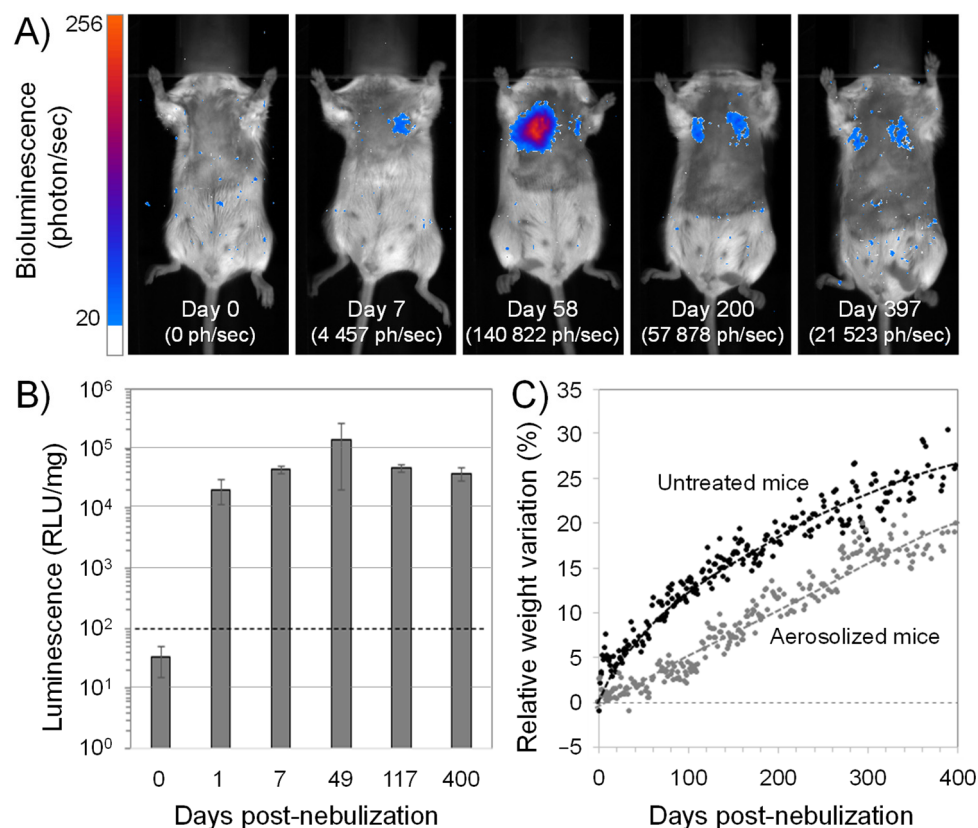 A)
256
20
Bioluminescence
(photon/sec)
Day 0
(0 ph/sec)
Day 7
(4 457 ph/sec)
Day 58
(140 822 ph/sec)
Day 200
(57 878 ph/sec)
Day 397
(21 523 ph/sec)
B)
Luminescence (RLU/mg)
10⁶
10⁵
10⁴
10³
10²
10¹
10⁰
0 1 7 49 117 400
Days post-nebulization
C)
Relative weight variation (%)
35
30
25
20
15
10
5
0
−5
Untreated mice
Aerosolized mice
0 100 200 300 400
Days post-nebulization